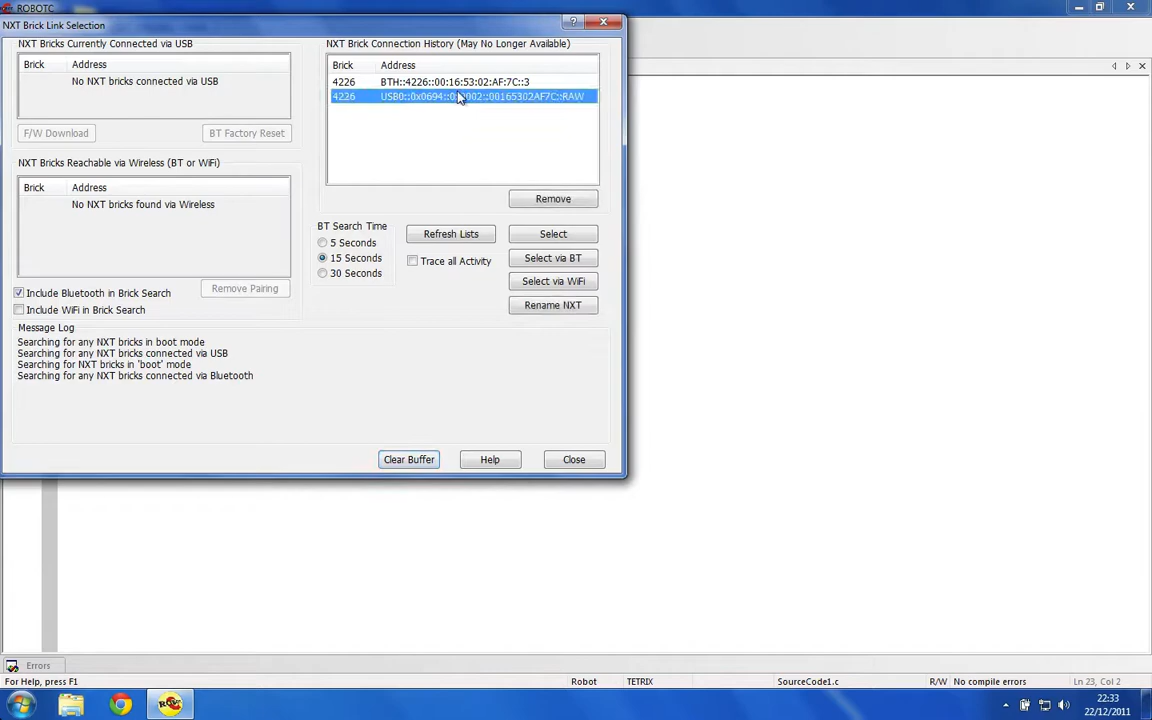 ROBOTC
NXT Brick Link Selection
NXT Bricks Currently Connected via USB
Brick Address
No NXT bricks connected via USB
F/W Download BT Factory Reset
NXT Bricks Reachable via Wireless (BT or WiFi)
Brick Address
No NXT bricks found via Wireless
Remove Pairing
Include Bluetooth in Brick Search
Include WiFi in Brick Search
NXT Brick Connection History (May No Longer Available)
Brick Address
4226 BTH::4226::00:16:53:02:AF:7C::3
4226 USB0::0x0694::0x0002::00165302AF7C::RAW
Remove
BT Search Time
5 Seconds
15 Seconds
30 Seconds
Refresh Lists
Trace all Activity
Select
Select via BT
Select via WiFi
Rename NXT
Message Log
Searching for any NXT bricks in boot mode
Searching for any NXT bricks connected via USB
Searching for NXT bricks in 'boot' mode
Searching for any NXT bricks connected via Bluetooth
Clear Buffer Help Close
Errors
For Help, press F1 Robot TETRIX SourceCode1.c R/W No compile errors Ln 23, Col 2
22:33
22/12/2011